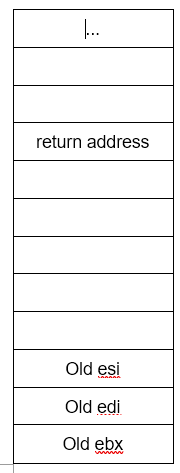 ...
return address
Old esi
Old edi
Old ebx